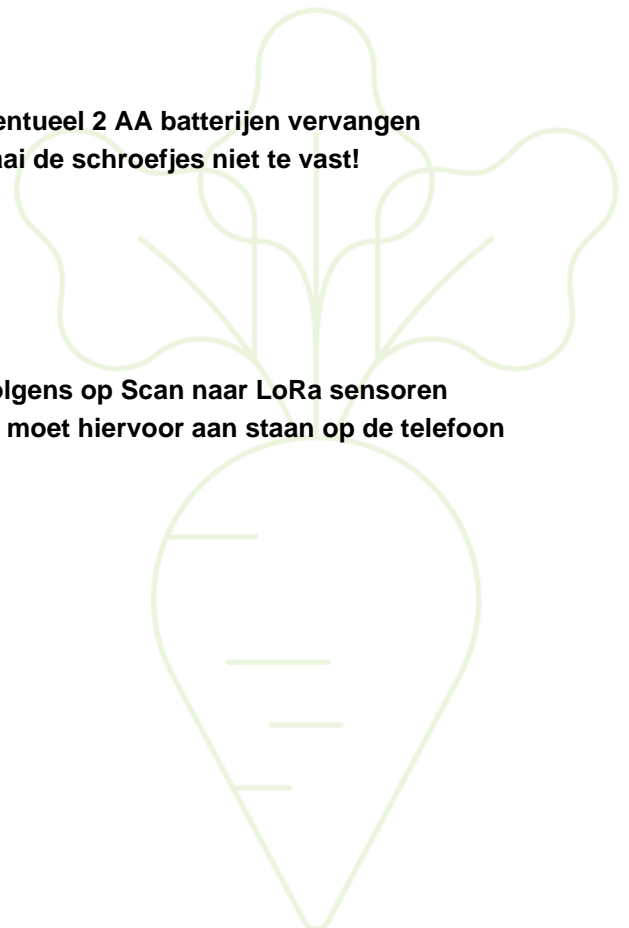 entueel 2 AA batterijen vervangen
aai de schroefjes niet te vast!
olgens op Scan naar LoRa sensoren
moet hiervoor aan staan op de telefoon